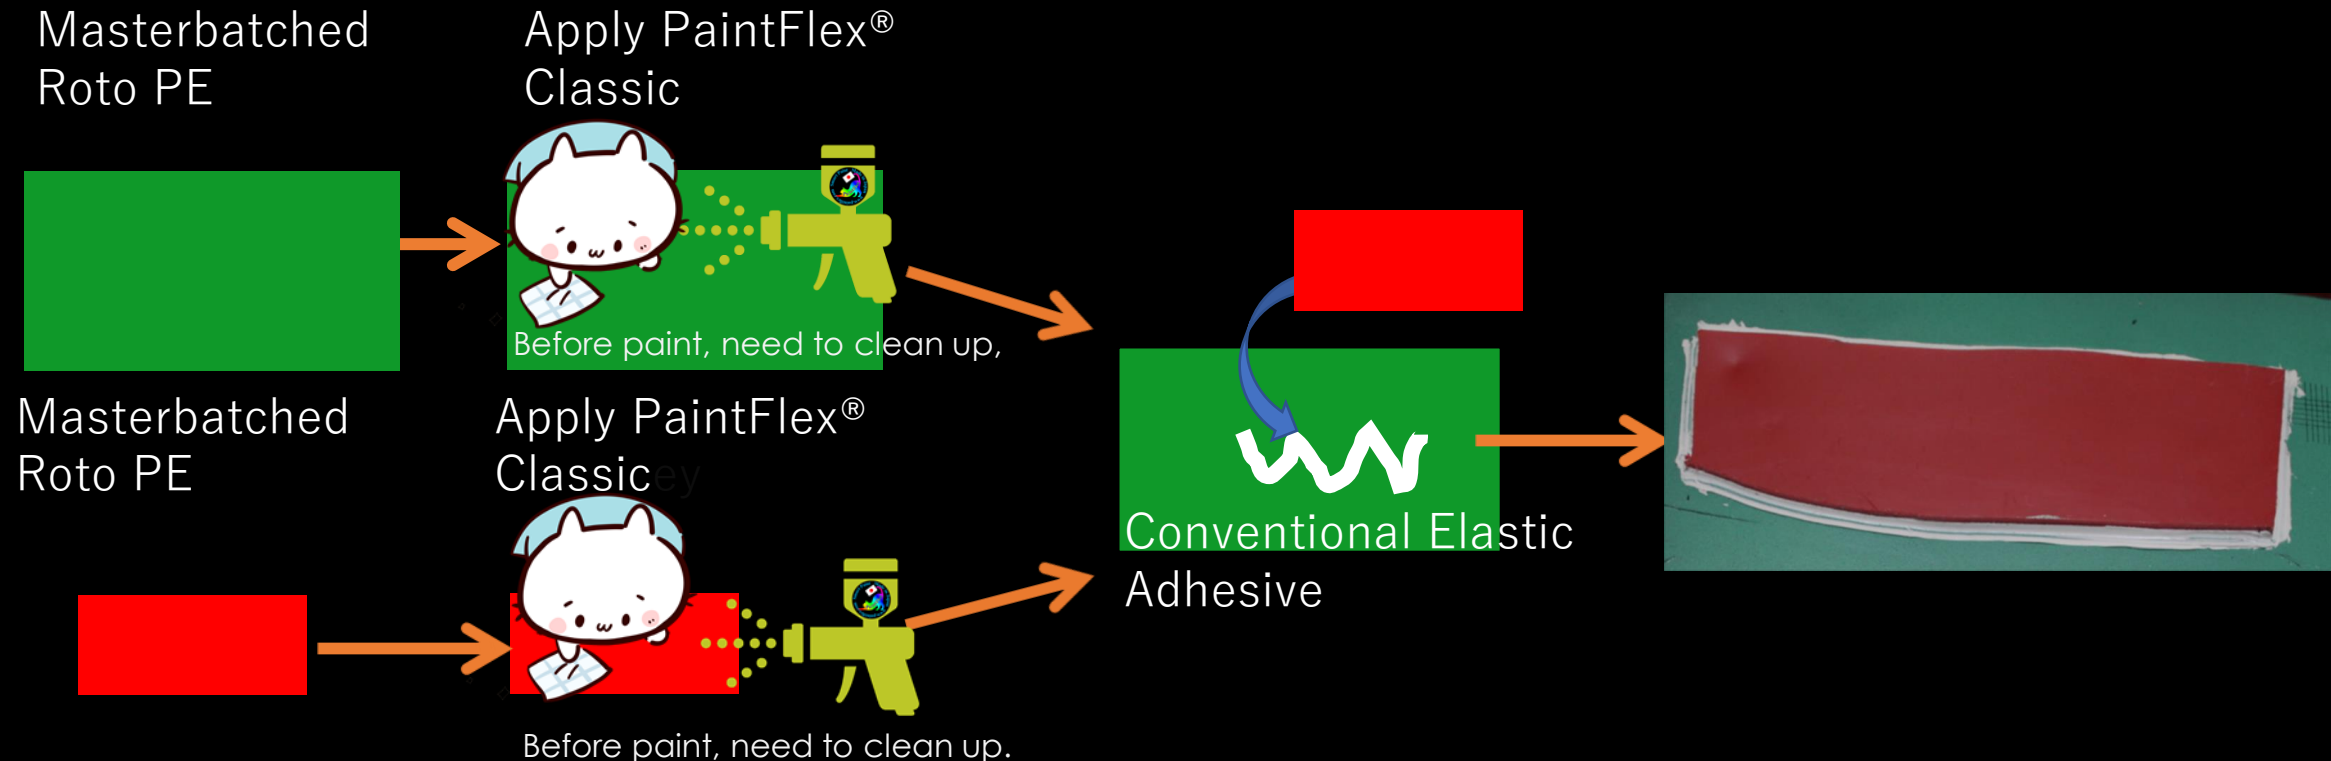 Masterbatched
Roto PE
Apply PaintFlex®
Classic
Before paint, need to clean up,
Masterbatched
Roto PE
Apply PaintFlex®
Classicey
Before paint, need to clean up.
Conventional Elastic
Adhesive